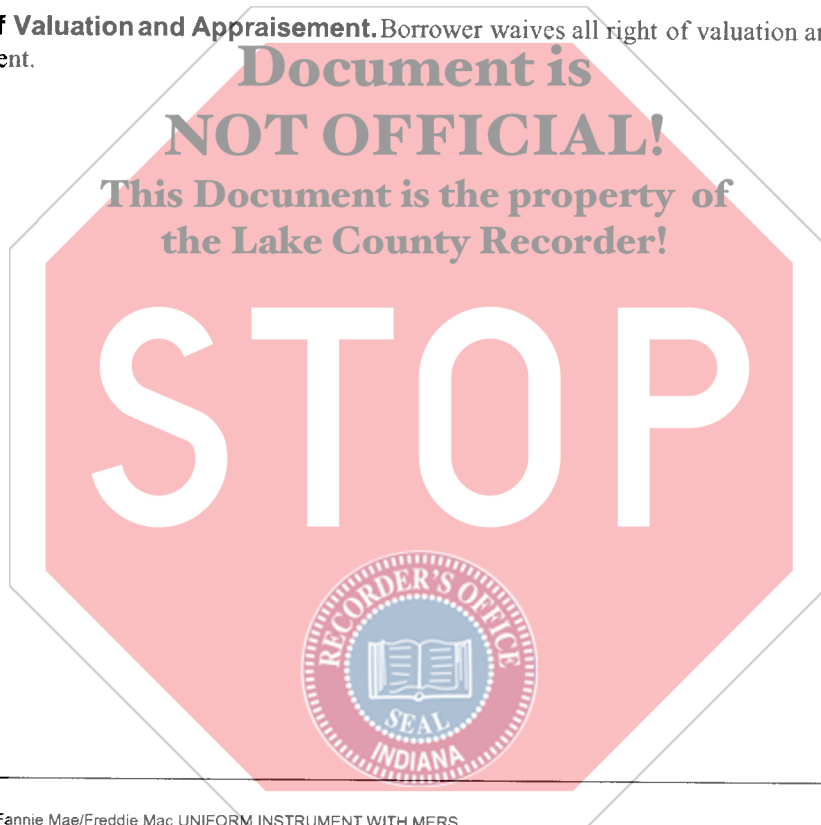 f Valuation and Appraisement. Borrower waives all right of valuation an
ent.
Document is
NOT OFFICIAL!
This Document is the property of
the Lake County Recorder!
STOP
RECORDER'S OFFICE
SEAL
INDIANA
Fannie Mae/Freddie Mac UNIFORM INSTRUMENT WITH MERS